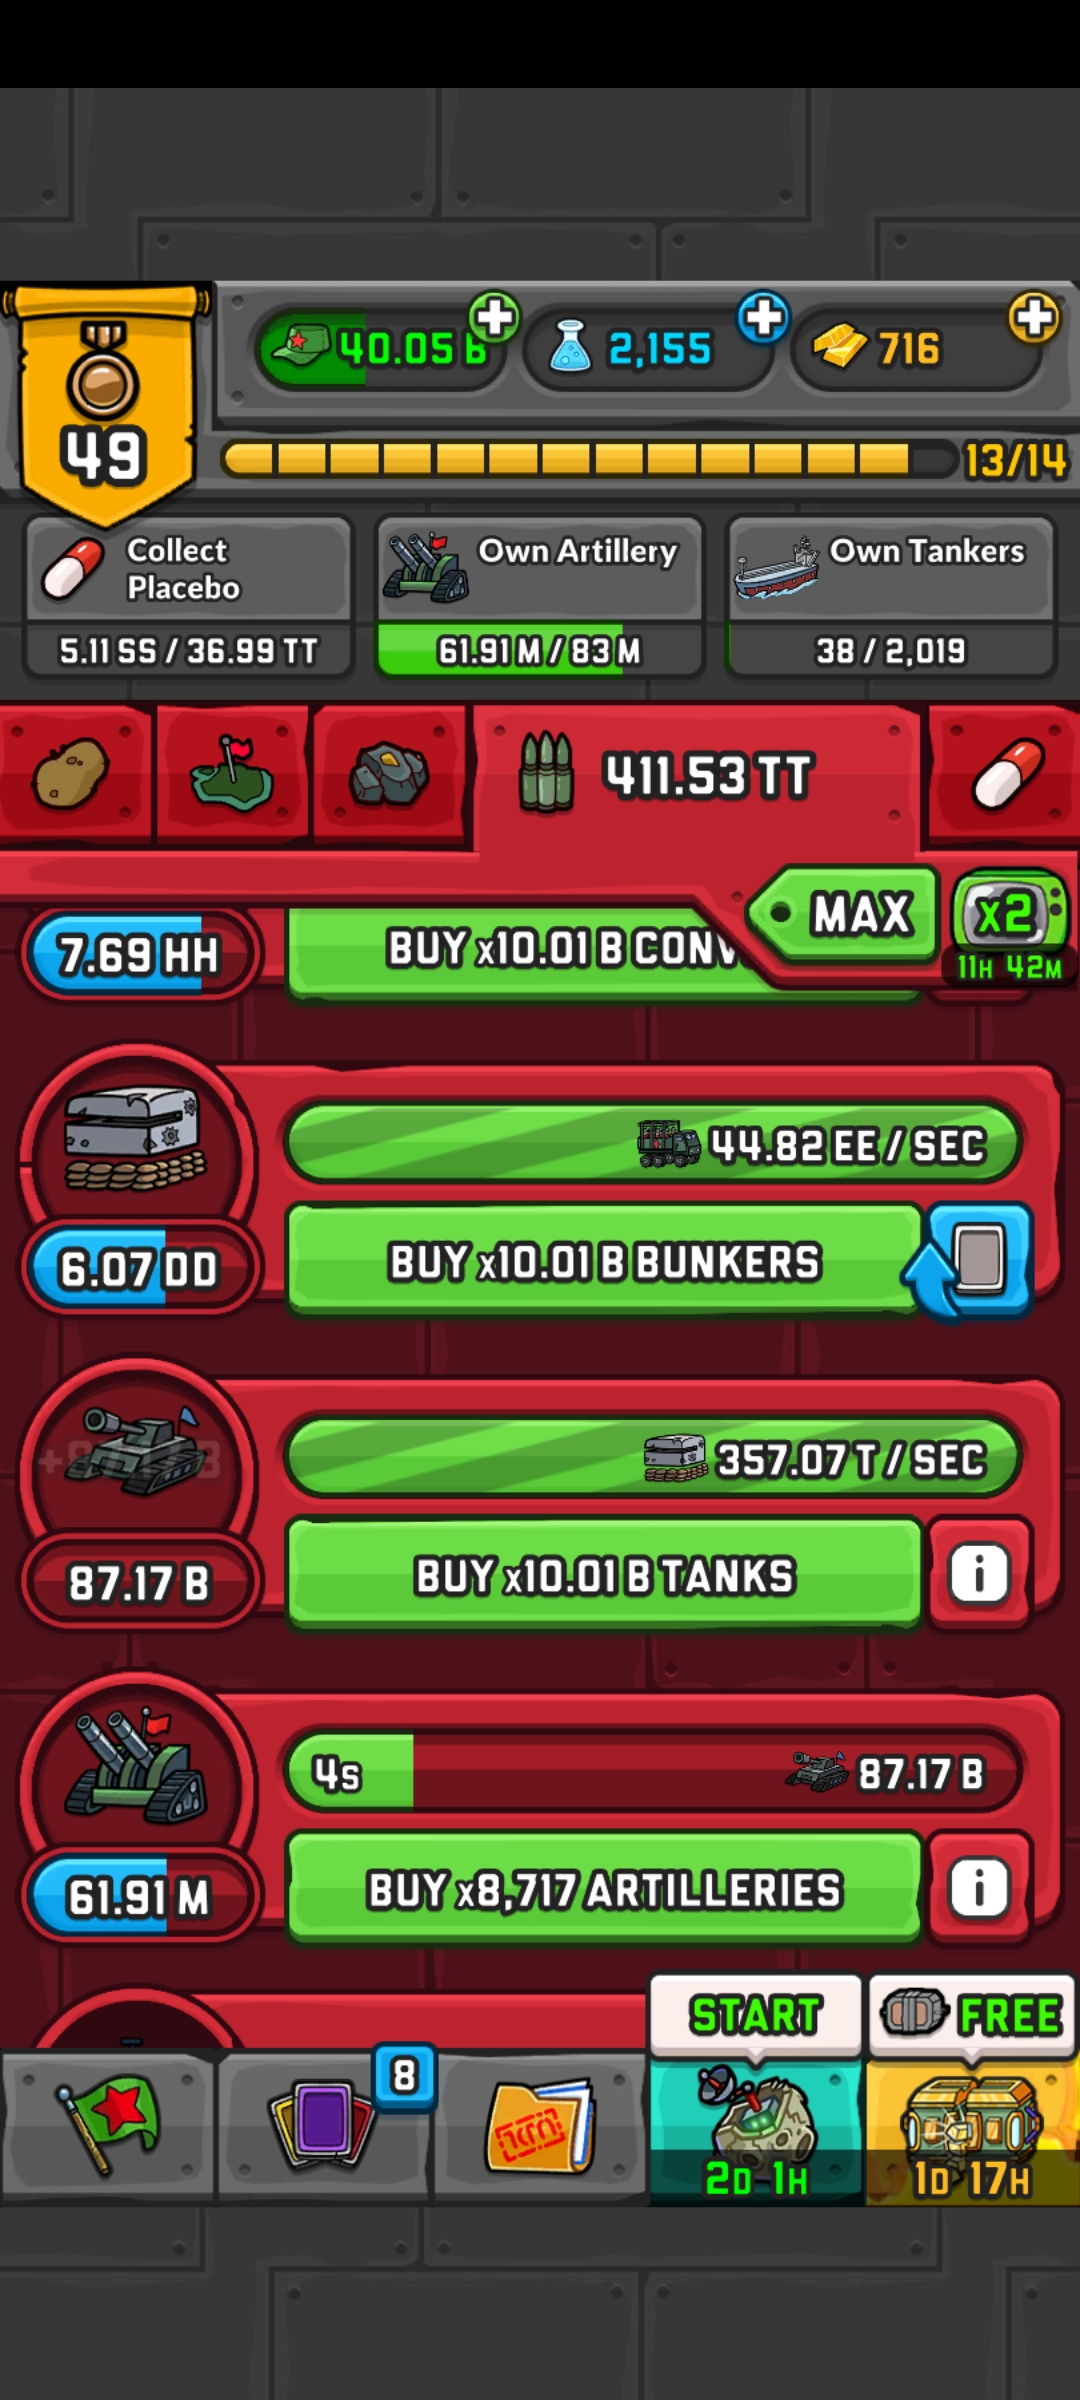 40.05 B
2,155
716
49
13/14
Collect
Placebo
5.11 SS / 36.99 TT
Own Artillery
61.91 M / 83 M
Own Tankers
38 / 2,019
411.53 TT
MAX
x2
11H 42M
7.69 HH
BUY x10.01 B CONV
44.82 EE / SEC
6.07 DD
BUY x10.01 B BUNKERS
357.07 T / SEC
87.17 B
BUY x10.01 B TANKS
i
4S
87.17 B
61.91 M
BUY x8,717 ARTILLERIES
i
START
FREE
8
2D 1H
1D 17H